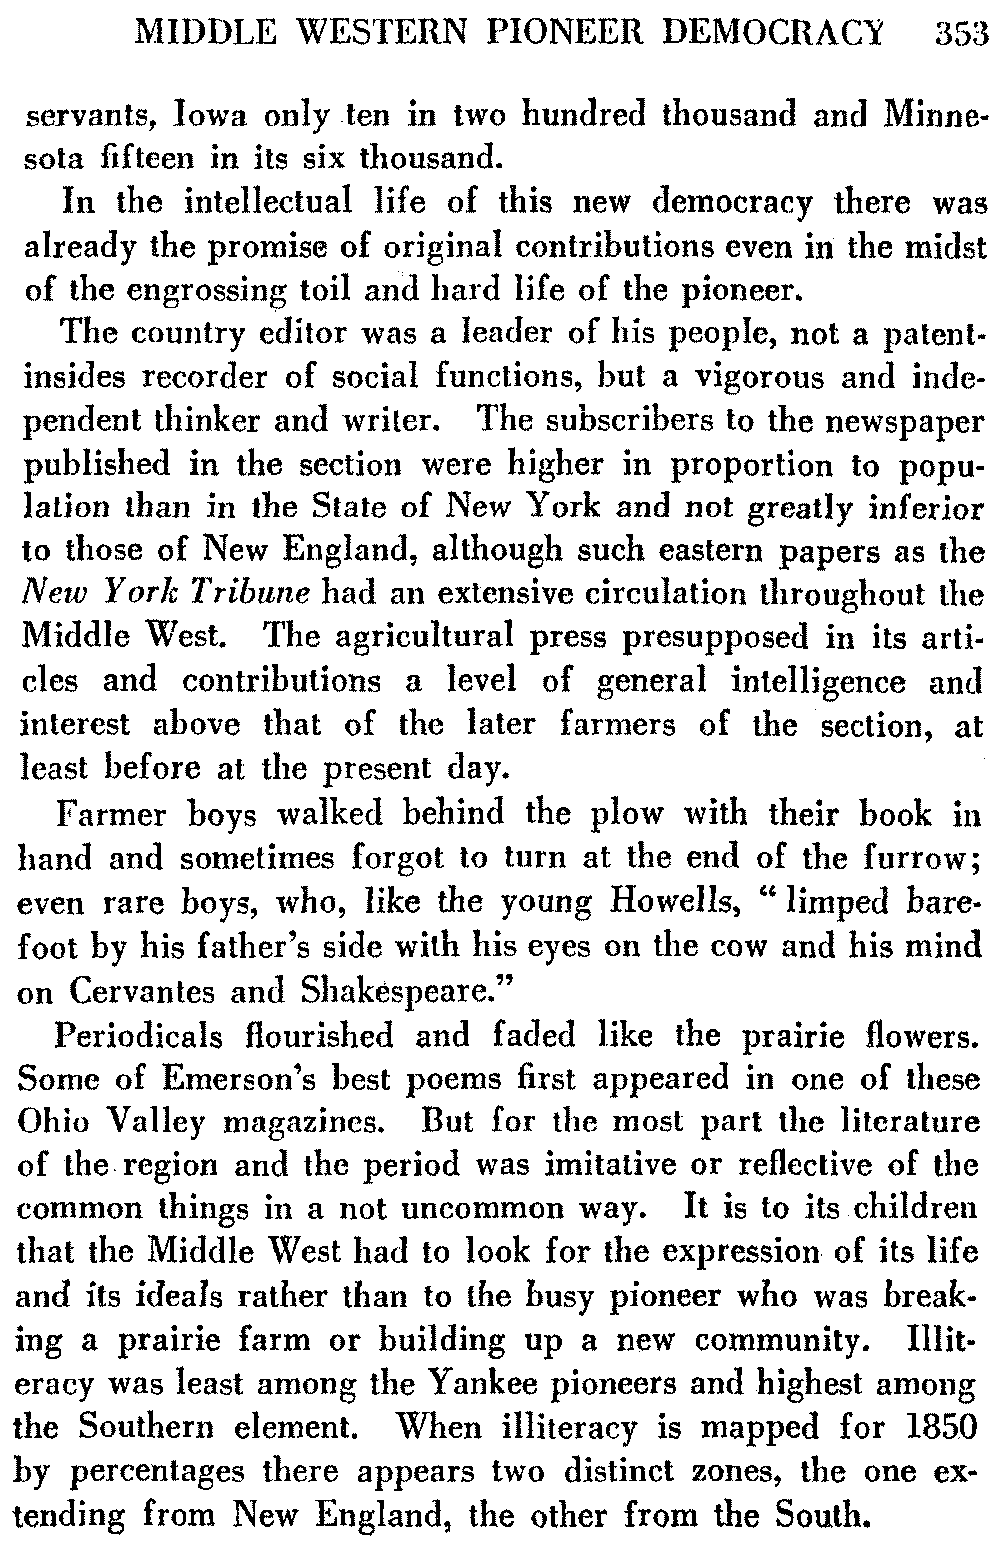 MIDDLE WESTERN PIONEER DEMOCRACY 353
servants, Iowa only ten in two hundred thousand and Minne-
sota fifteen in its six thousand.
In the intellectual life of this new democracy there was
already the promise of original contributions even in the midst
of the engrossing toil and hard life of the pioneer.
The country editor was a leader of his people, not a patent-
insides recorder of social functions, but a vigorous and inde-
pendent thinker and writer. The subscribers to the newspaper
published in the section were higher in proportion to popu-
lation than in the State of New York and not greatly inferior
to those of New England, although such eastern papers as the
New York Tribune had an extensive circulation throughout the
Middle West. The agricultural press presupposed in its arti-
cles and contributions a level of general intelligence and
interest above that of the later farmers of the section, at
least before at the present day.
Farmer boys walked behind the plow with their book in
hand and sometimes forgot to turn at the end of the furrow;
even rare boys, who, like the young Howells, “ limped bare-
foot by his father’s side with his eyes on the cow and his mind
on Cervantes and Shakespeare.”
Periodicals flourished and faded like the prairie flowers.
Some of Emerson’s best poems first appeared in one of these
Ohio Valley magazines. But for the most part the literature
of the region and the period was imitative or reflective of the
common things in a not uncommon way. It is to its children
that the Middle West had to look for the expression of its life
and its ideals rather than to the busy pioneer who was break-
ing a prairie farm or building up a new community. Illit-
eracy was least among the Yankee pioneers and highest among
the Southern element. When illiteracy is mapped for 1850
by percentages there appears two distinct zones, the one ex-
tending from New England, the other from the South.